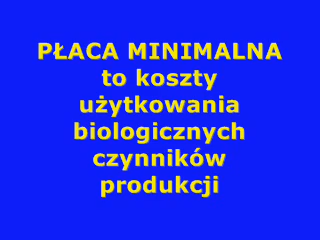 PŁACA MINIMALNA
to koszty
użytkowania
biologicznych
czynników
produkcji